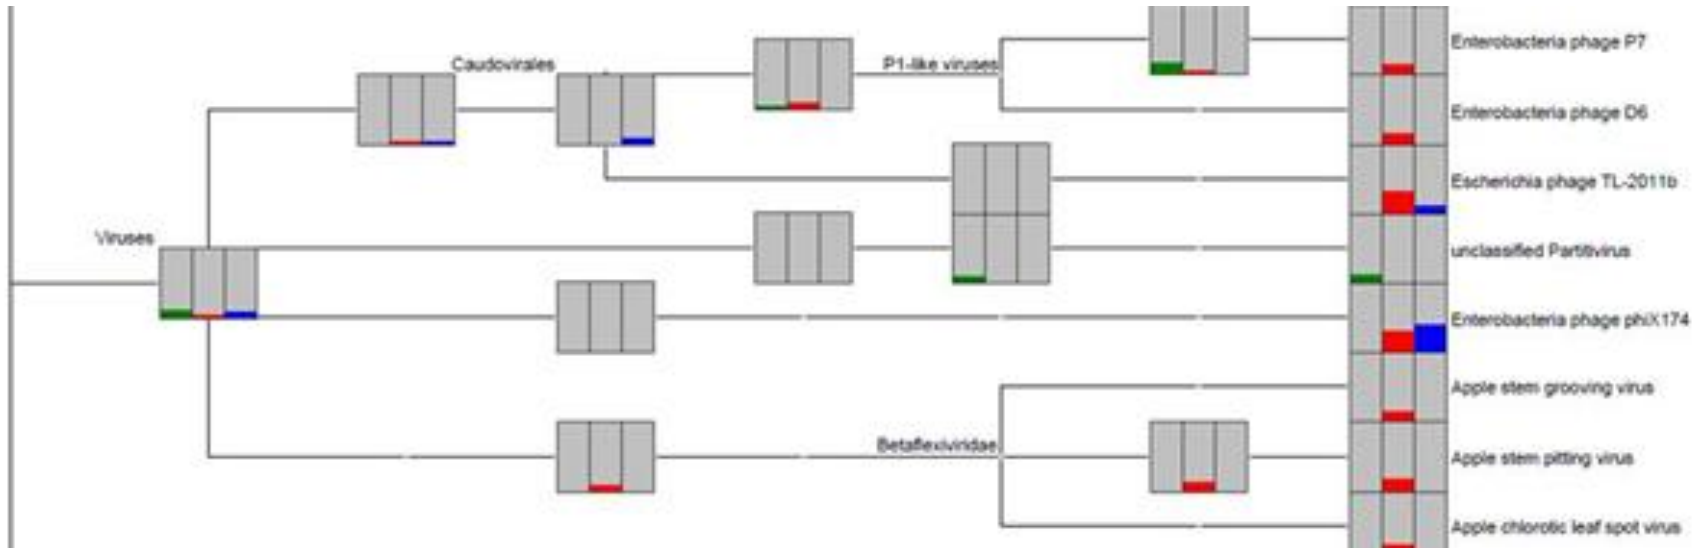 Enterobacteria phage P7
Caudovirales
P1-like viruses
Enterobacteria phage D6
Escherichia phage TL-2011b
Viruses
unclassified Partitivirus
Enterobacteria phage phiX174
Apple stem grooving virus
Betaflexiviridae
Apple stem pitting virus
Apple chlorotic leaf spot virus